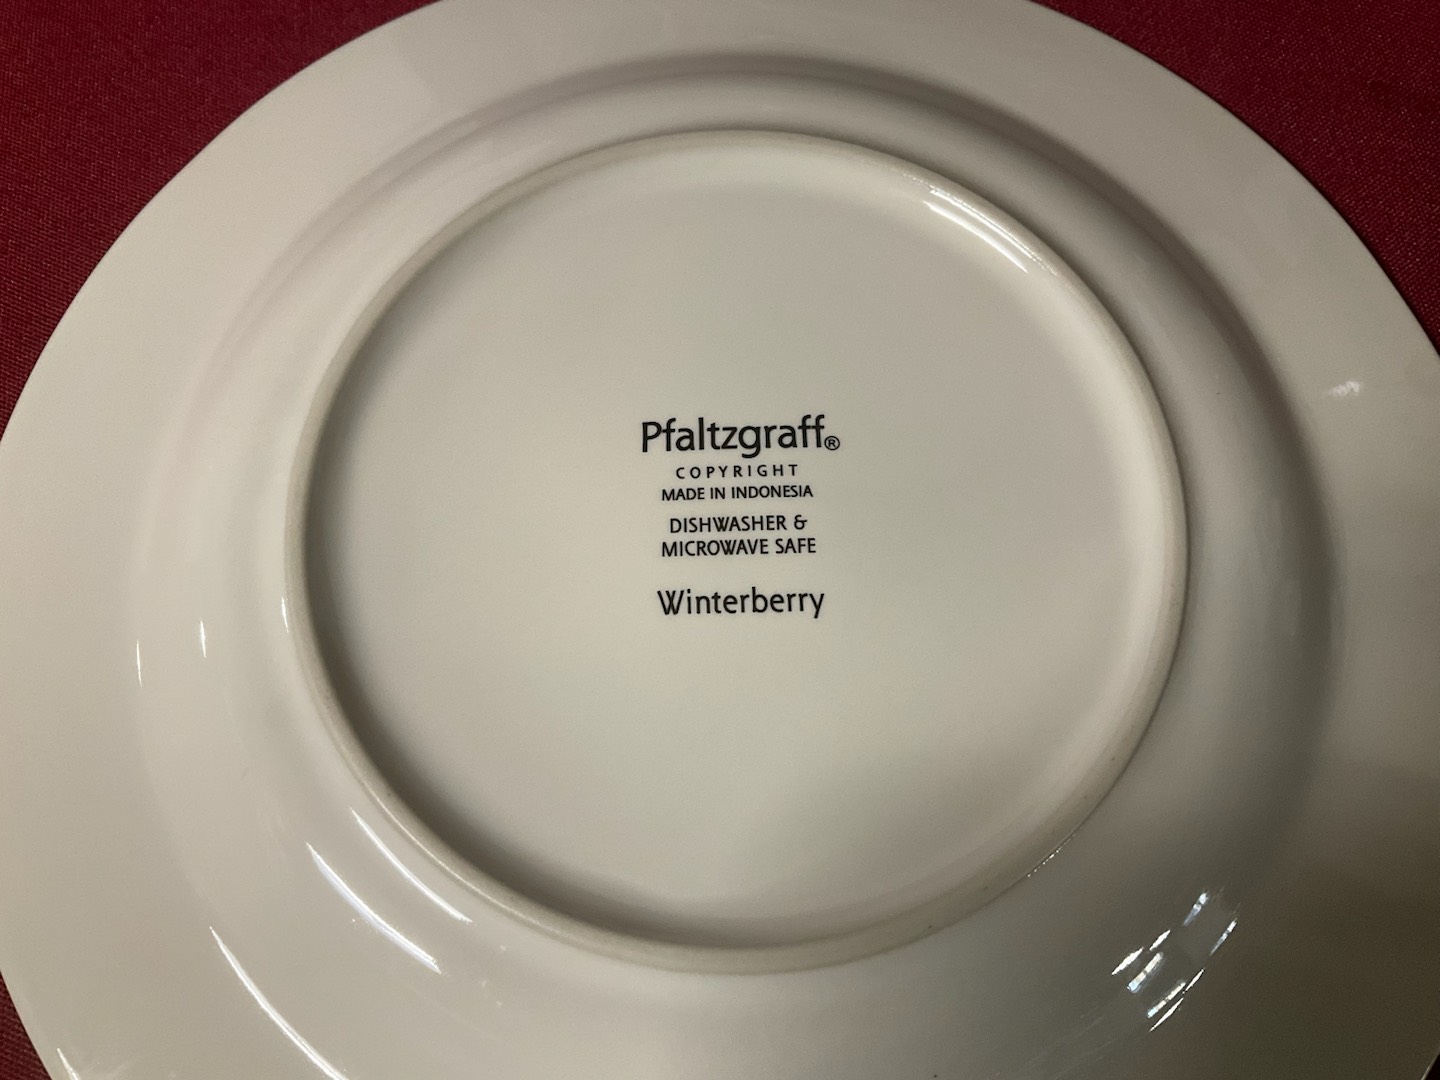 Pfaltzgraff®
COPYRIGHT
MADE IN INDONESIA
DISHWASHER &
MICROWAVE SAFE
Winterberry